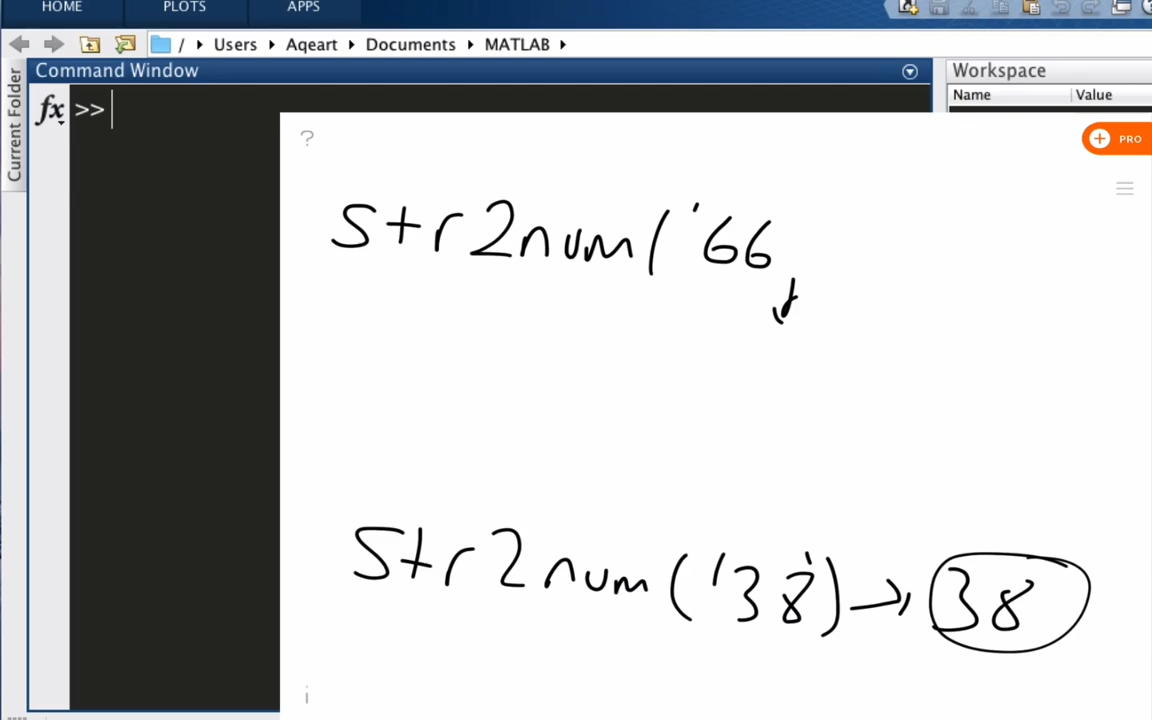 HOME PLOTS APPS
/ Users Aqeart Documents MATLAB
Command Window
Workspace
Name Value
Current Folder
fx >>
?
+ PRO
str2num('66
str2num('38') → 38
i